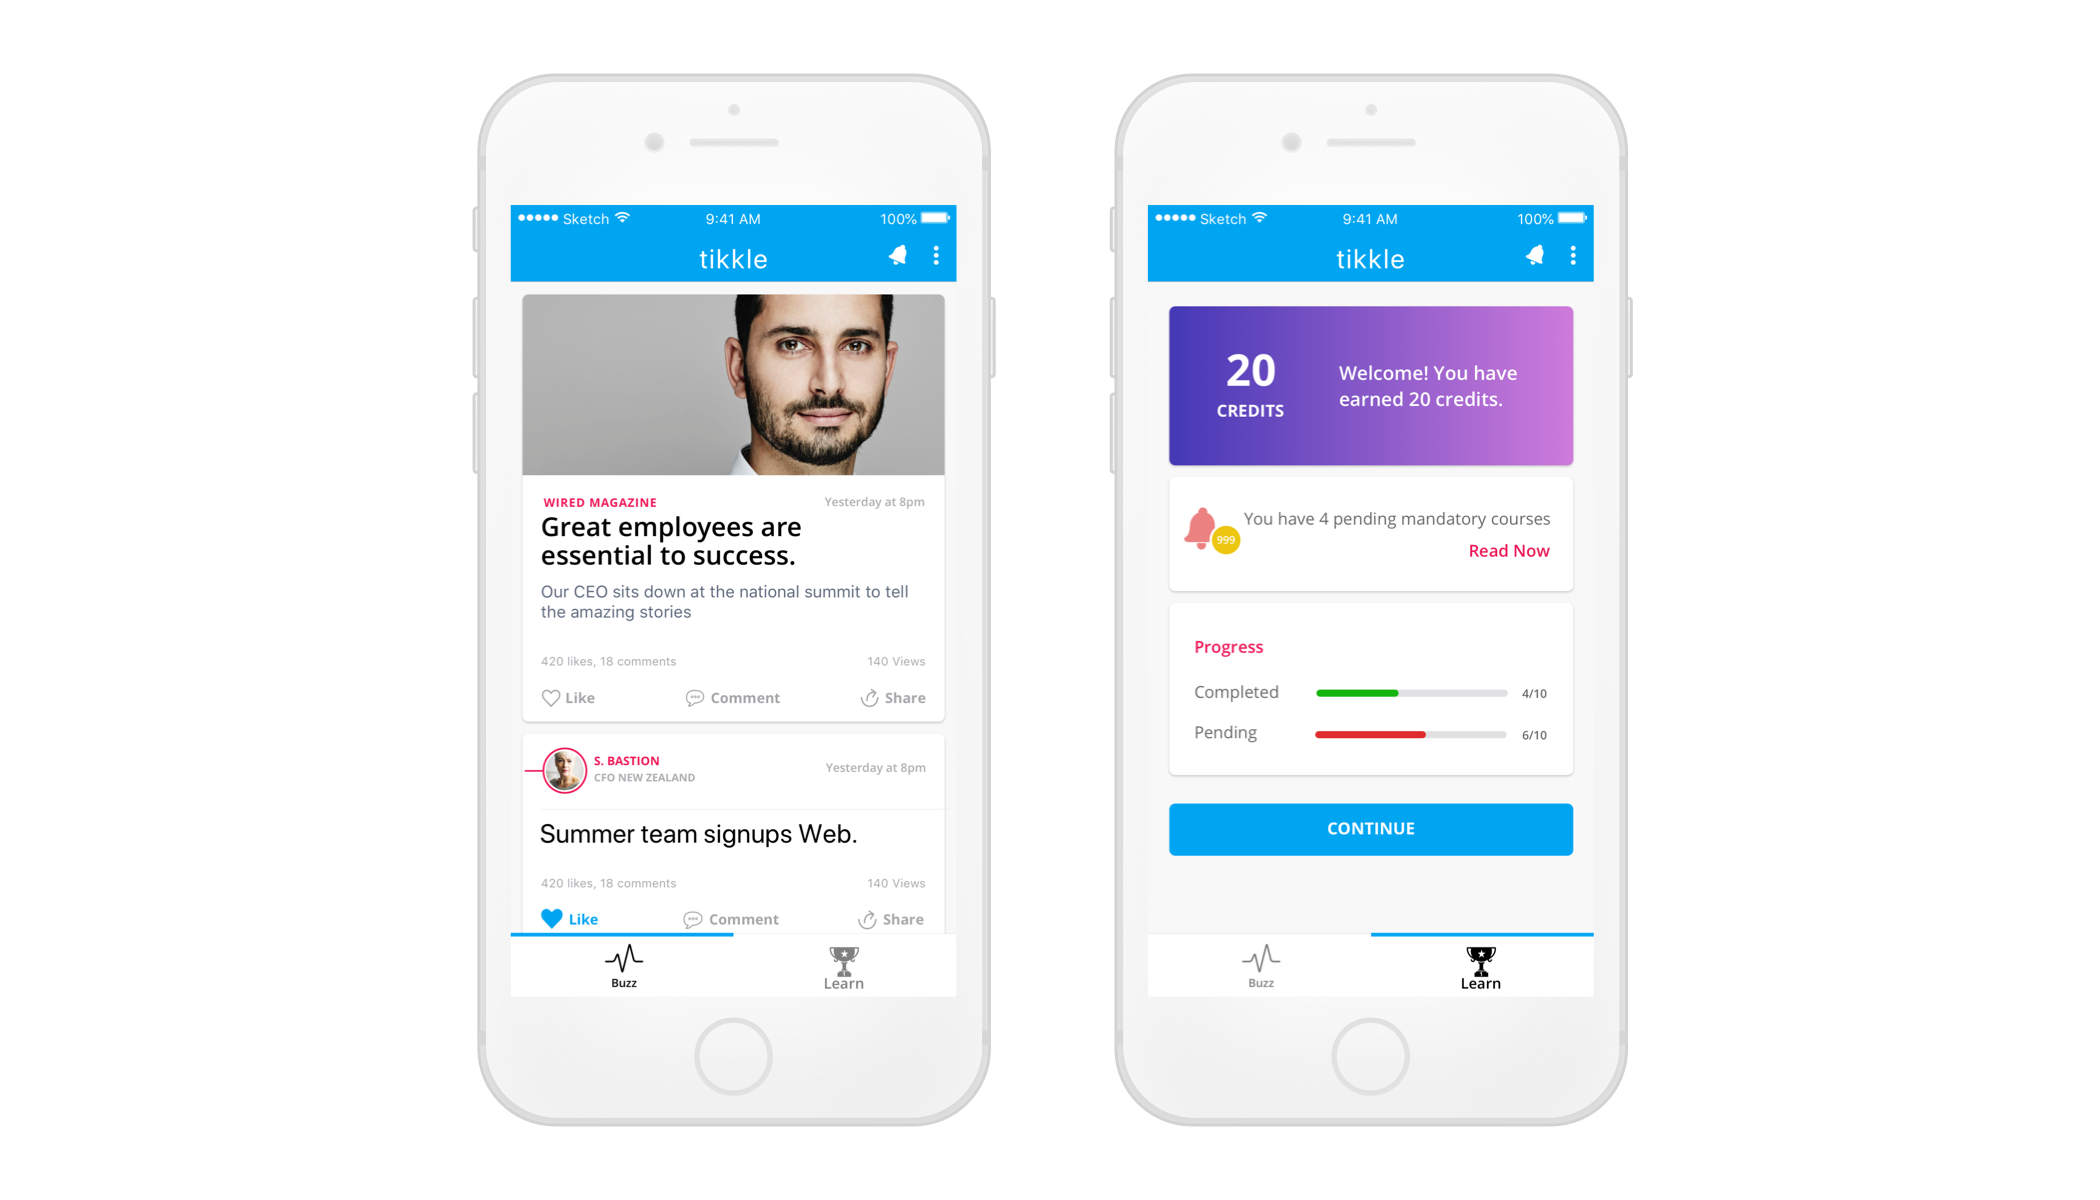 Sketch 9:41 AM 100%
tikkle
WIRED MAGAZINE Yesterday at 8pm
Great employees are
essential to success.
Our CEO sits down at the national summit to tell
the amazing stories
420 likes, 18 comments 140 Views
Like Comment Share
S. BASTION
CFO NEW ZEALAND
Yesterday at 8pm
Summer team signups Web.
420 likes, 18 comments 140 Views
Like Comment Share
Buzz Learn
Sketch 9:41 AM 100%
tikkle
20
CREDITS
Welcome! You have
earned 20 credits.
You have 4 pending mandatory courses
999
Read Now
Progress
Completed 4/10
Pending 6/10
CONTINUE
Buzz Learn